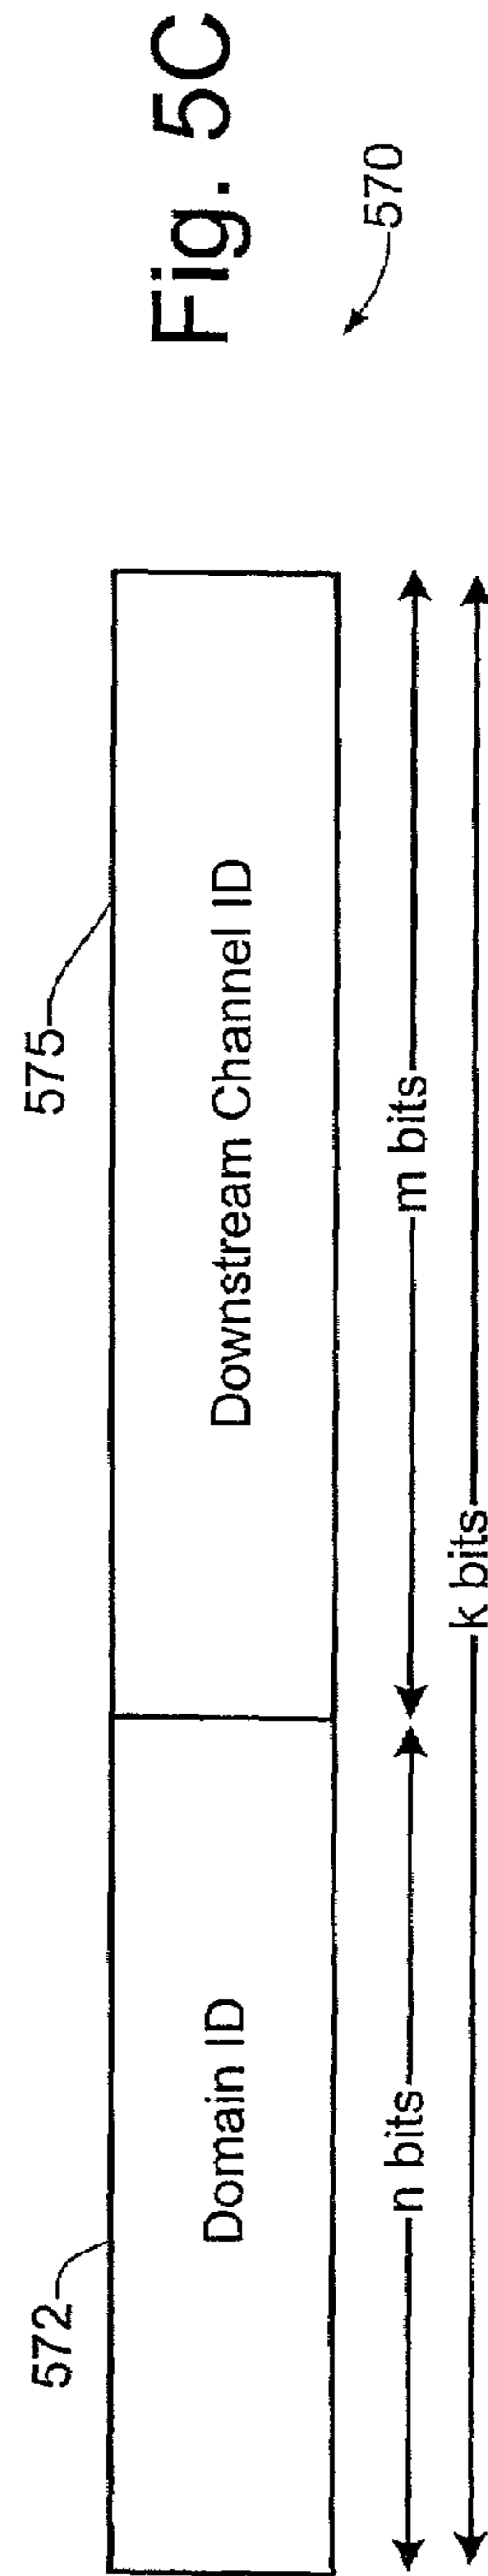 Fig. 5C
570
572
575
Domain ID
Downstream Channel ID
n bits
m bits
k bits